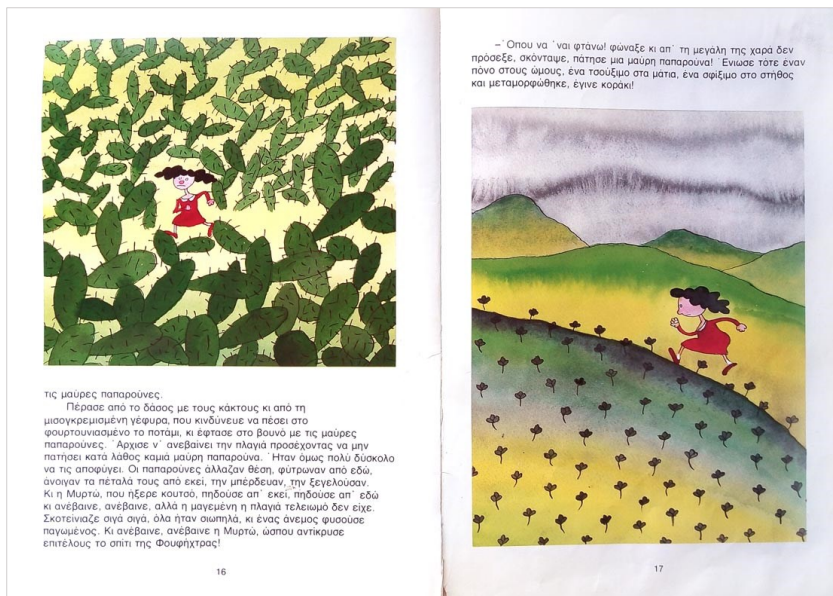 τις μαύρες παπαρούνες.
Πέρασε από το δάσος με τους κάκτους κι από τη
μισογκρεμισμένη γέφυρα, που κινδύνευε να πέσει στο
φουρτουνιασμένο το ποτάμι, κι έφτασε στο βουνό με τις μαύρες
παπαρούνες. ΄Αρχισε ν΄ ανεβαίνει την πλαγιά προσέχοντας να μην
πατήσει κατά λάθος καμιά μαύρη παπαρούνα. ΄Ηταν όμως πολύ δύσκολο
να τις αποφύγει. Οι παπαρούνες άλλαζαν θέση, φύτρωναν από εδώ,
άνοιγαν τα πέταλά τους από εκεί, την μπέρδευαν, την ξεγελούσαν.
Κι η Μυρτώ, που ήξερε κουτσό, πηδούσε απ΄ εκεί, πηδούσε απ΄ εδώ
κι ανέβαινε, ανέβαινε, αλλά η μαγεμένη η πλαγιά τελειωμό δεν είχε.
Σκοτείνιαζε σιγά σιγά, όλα ήταν σιωπηλά, κι ένας άνεμος φυσούσε
παγωμένος. Κι ανέβαινε, ανέβαινε η Μυρτώ, ώσπου αντίκρυσε
επιτέλους το σπίτι της Φουφήχτρας!
16
–΄Οπου να ΄ναι φτάνω! φώναξε κι απ΄ τη μεγάλη της χαρά δεν
πρόσεξε, σκόνταψε, πάτησε μια μαύρη παπαρούνα! ΄Ενιωσε τότε έναν
πόνο στους ώμους, ένα τσούξιμο στα μάτια, ένα σφίξιμο στο στήθος
και μεταμορφώθηκε, έγινε κοράκι!
17